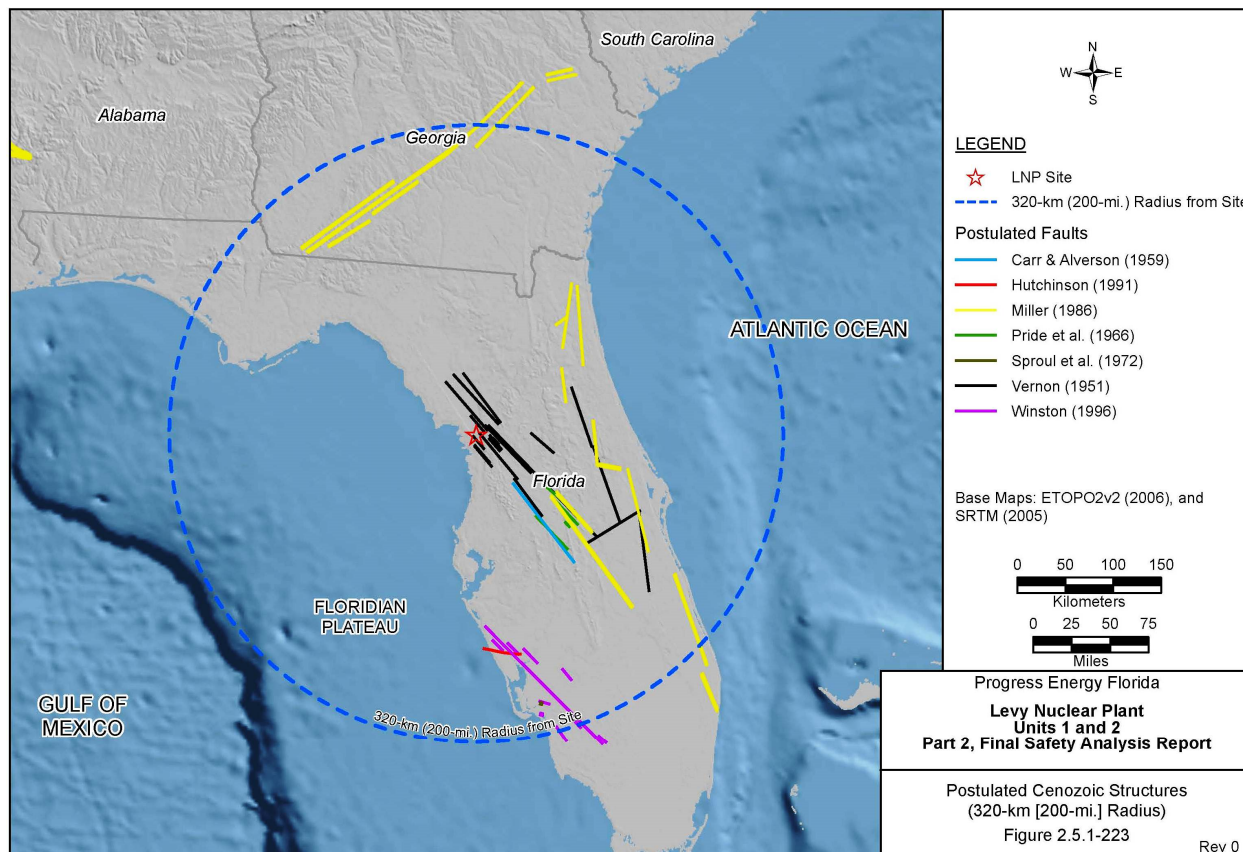 South Carolina
Alabama
Georgia
ATLANTIC OCEAN
Florida
FLORIDIAN
PLATEAU
GULF OF
MEXICO
320-km (200-mi.) Radius from Site
N
W E
S
LEGEND
LNP Site
320-km (200-mi.) Radius from Site
Postulated Faults
Carr & Alverson (1959)
Hutchinson (1991)
Miller (1986)
Pride et al. (1966)
Sproul et al. (1972)
Vernon (1951)
Winston (1996)
Base Maps: ETOPO2v2 (2006), and
SRTM (2005)
0 50 100 150
Kilometers
0 25 50 75
Miles
Progress Energy Florida
Levy Nuclear Plant
Units 1 and 2
Part 2, Final Safety Analysis Report
Postulated Cenozoic Structures
(320-km [200-mi.] Radius)
Figure 2.5.1-223
Rev 0